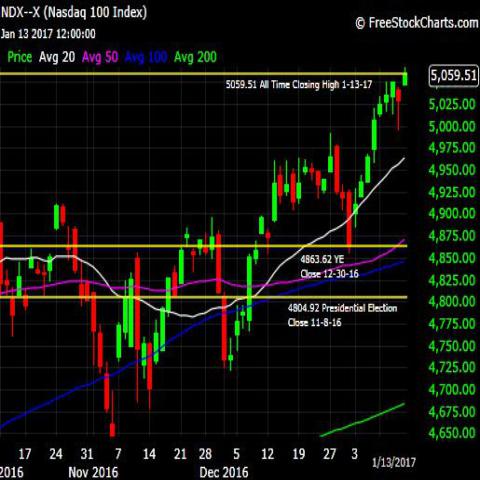 NDX--X (Nasdaq 100 Index)
© FreeStockCharts.com
Jan 13 2017 12:00:00
Price Avg 20 Avg 50 Avg 100 Avg 200
5,059.51
5059.51 All Time Closing High 1-13-17
5,025.00
5,000.00
4,975.00
4,950.00
4,925.00
4,900.00
4,875.00
4,850.00
4,825.00
4,800.00
4,775.00
4,750.00
4,725.00
4,700.00
4,675.00
4,650.00
4863.62 YE
Close 12-30-16
4804.92 Presidential Election
Close 11-8-16
17 24 31 7 14 21 28 5 12 19 27 3
2016 Nov 2016 Dec 2016 1/13/2017